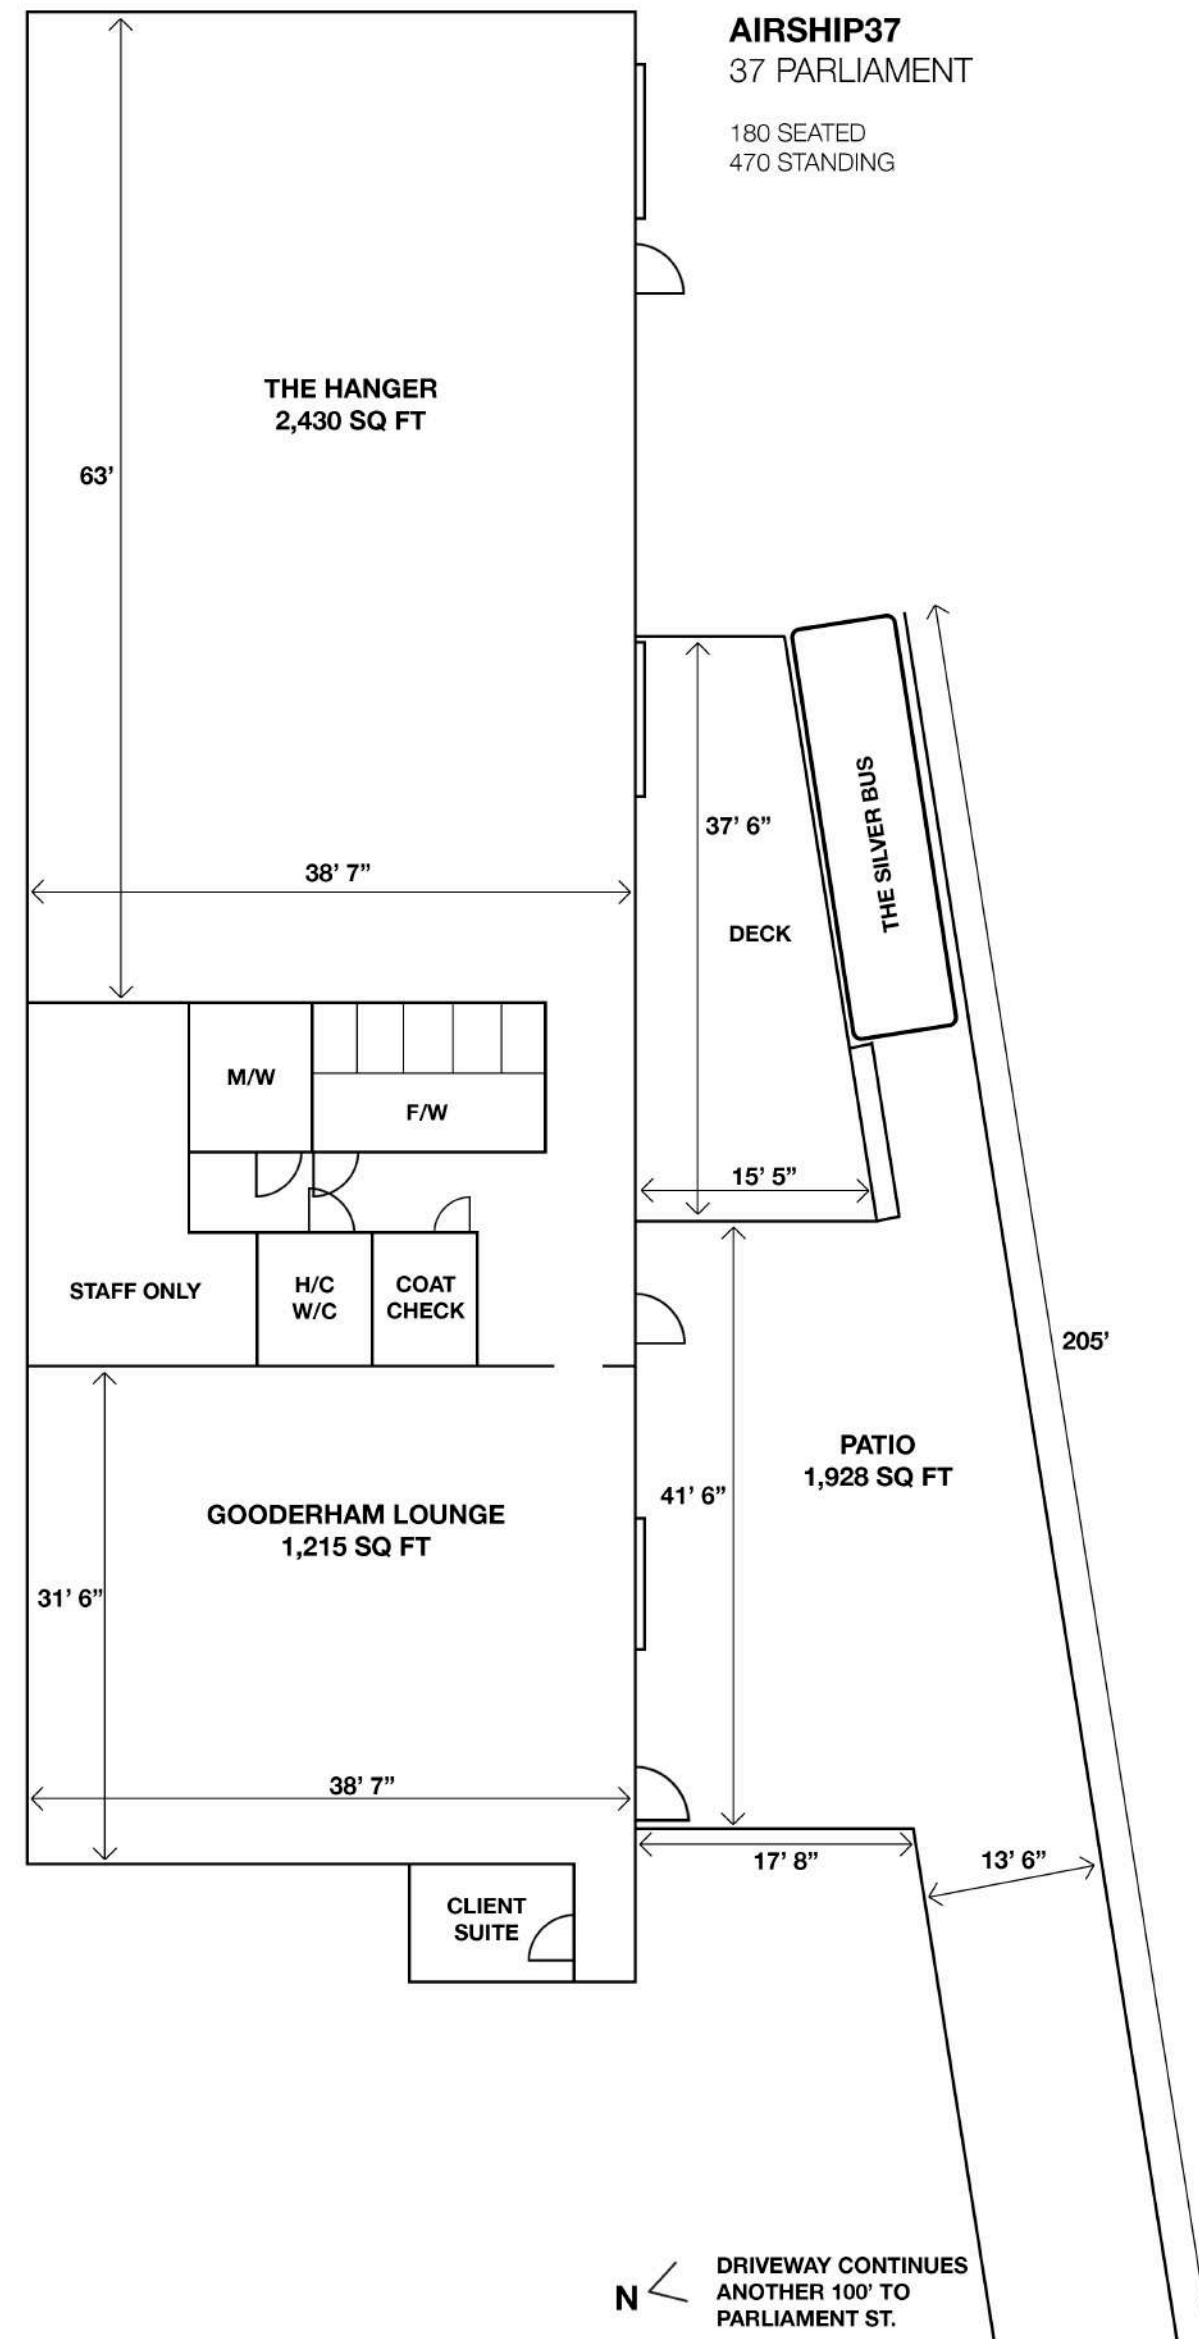 AIRSHIP37
37 PARLIAMENT
180 SEATED
470 STANDING
THE HANGER
2,430 SQ FT
63’
38’ 7”
37’ 6”
THE SILVER BUS
DECK
M/W
F/W
15’ 5”
STAFF ONLY
H/C
W/C
COAT
CHECK
205’
PATIO
1,928 SQ FT
41’ 6”
GOODERHAM LOUNGE
1,215 SQ FT
31’ 6”
38’ 7”
17’ 8”
13’ 6”
CLIENT
SUITE
N
DRIVEWAY CONTINUES
ANOTHER 100’ TO
PARLIAMENT ST.